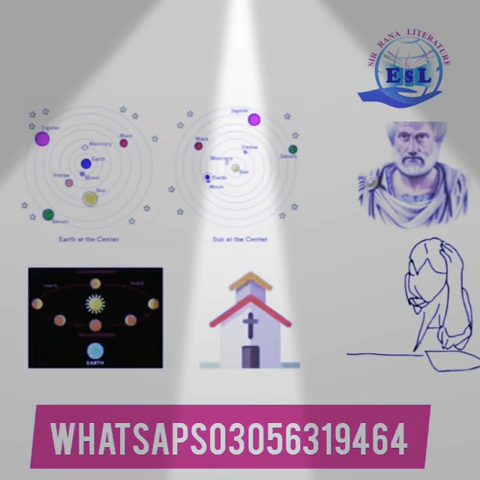 SIR RANA LITERATURE
ESL
Jupiter
Mercury
Mars
Earth
Moon
Venus
Sun
Saturn
Earth at the Center
Jupiter
Mars
Venus
Mercury
Saturn
Sun
Earth
Moon
Sun at the Center
EARTH
WHATSAPS03056319464